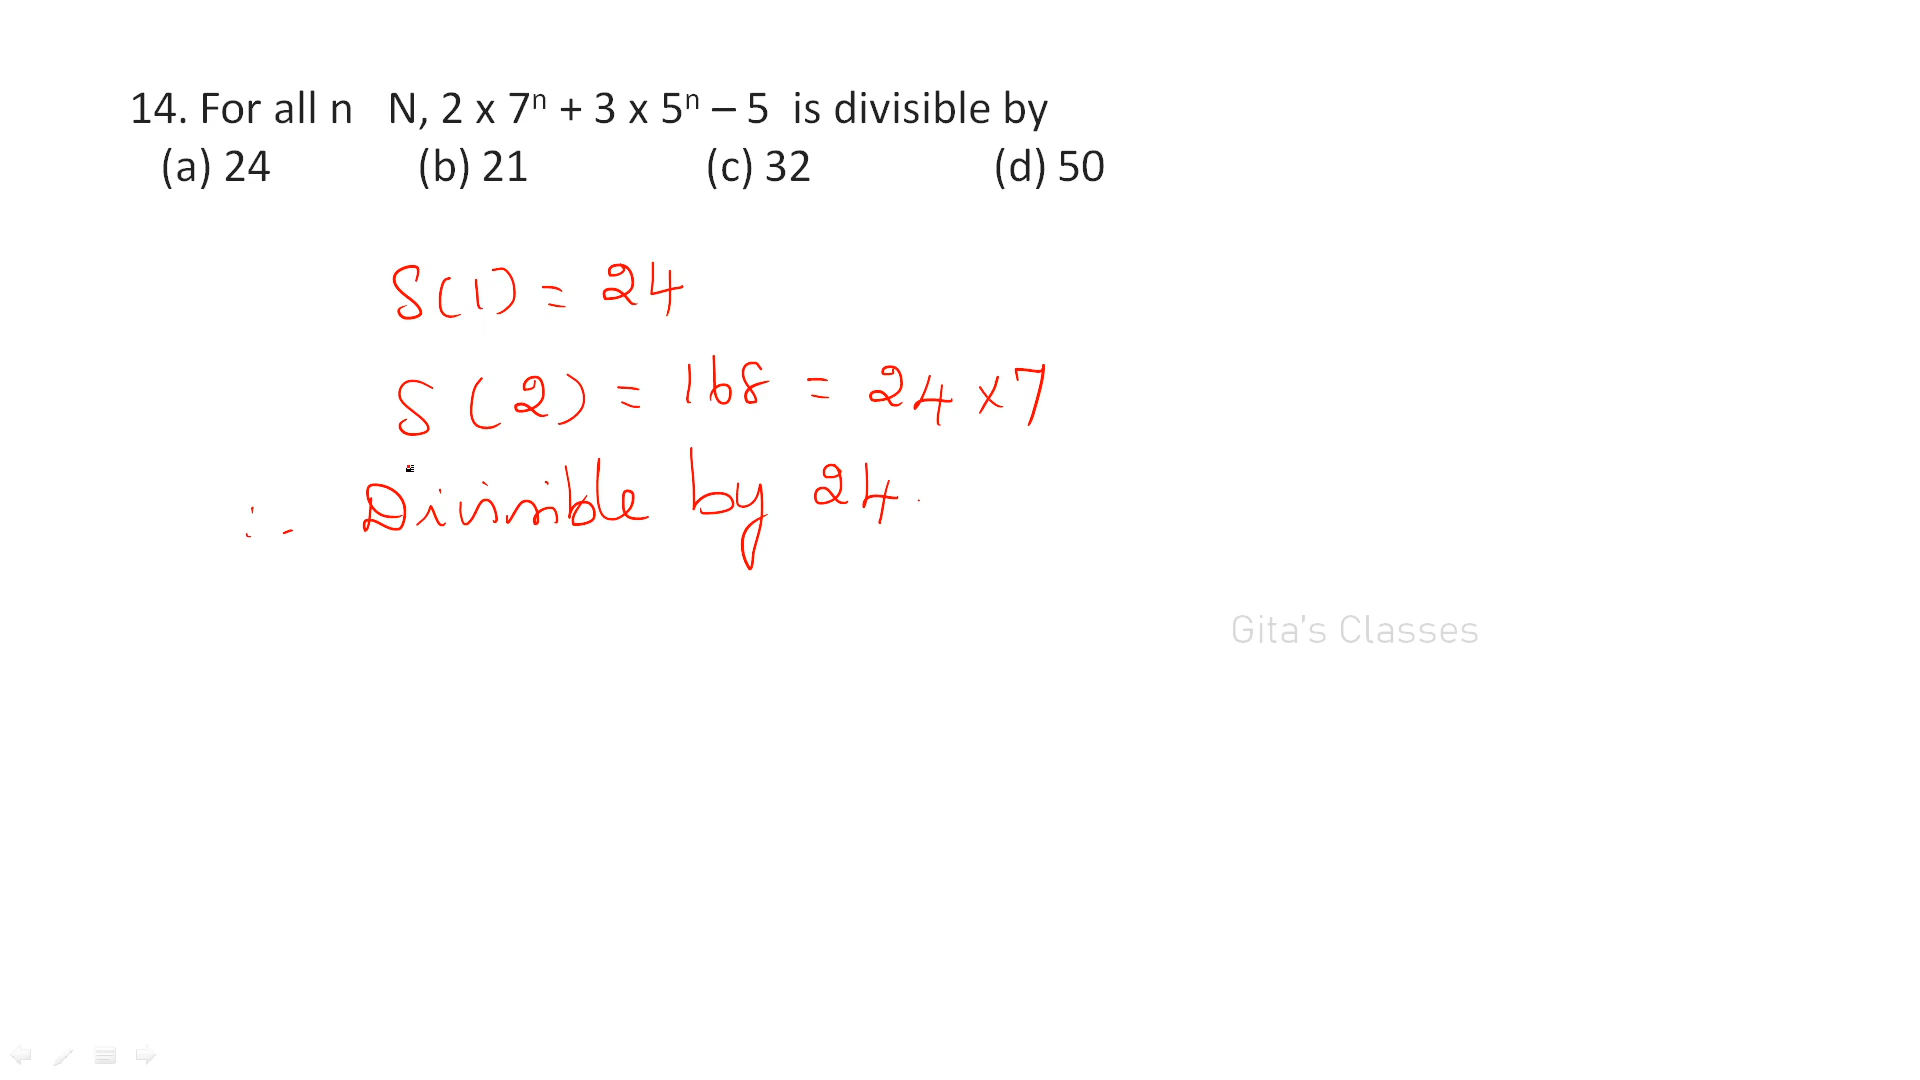 14. For all n N, 2 x 7ⁿ + 3 x 5ⁿ – 5 is divisible by
(a) 24 (b) 21 (c) 32 (d) 50
S(1) = 24
S(2) = 168 = 24 x 7
∴ Divisible by 24.
Gita's Classes